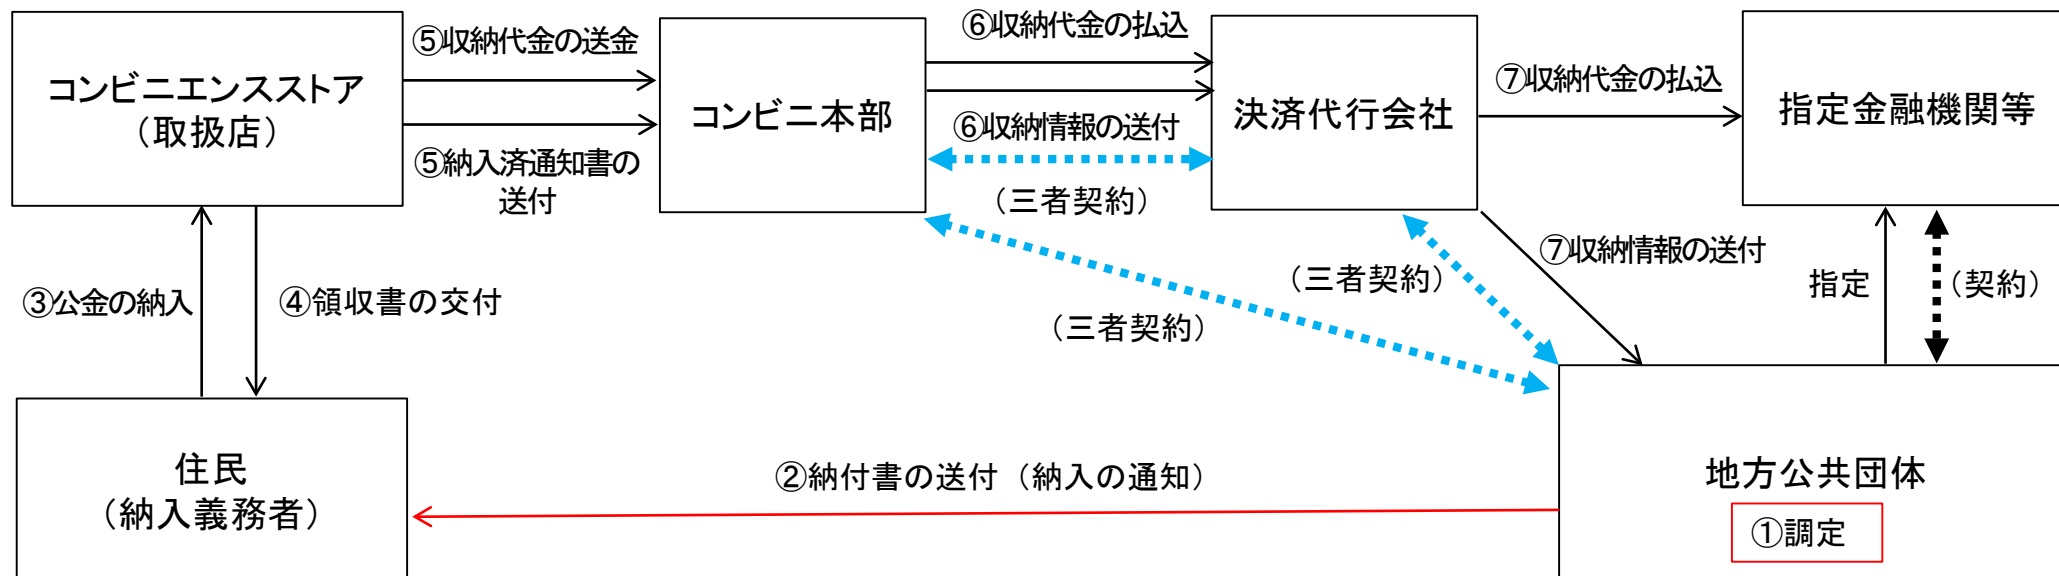 ⑤収納代金の送金
⑥収納代金の払込
⑦収納代金の払込
コンビニエンスストア
（取扱店）
コンビニ本部
決済代行会社
指定金融機関等
⑥収納情報の送付
⑤納入済通知書の
送付
（三者契約）
⑦収納情報の送付
（三者契約）
指定
（契約）
③公金の納入
④領収書の交付
（三者契約）
住民
（納入義務者）
②納付書の送付（納入の通知）
地方公共団体
①調定